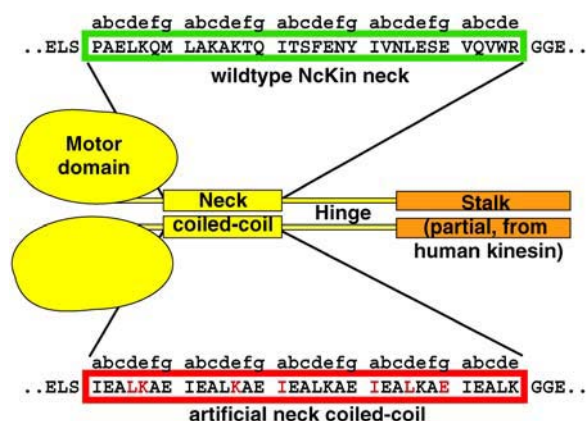 abcdefg abcdefg abcdefg abcdefg abcde
..ELS PAELKQM LAKAKTQ ITSFENY IVNLESE VQVWR GGE..
wildtype NcKin neck
Motor
domain
Neck
coiled-coil
Hinge
Stalk
(partial, from
human kinesin)
abcdefg abcdefg abcdefg abcdefg abcde
..ELS IEALKAE IEALKAE IEALKAE IEALKAE IEALK GGE..
artificial neck coiled-coil